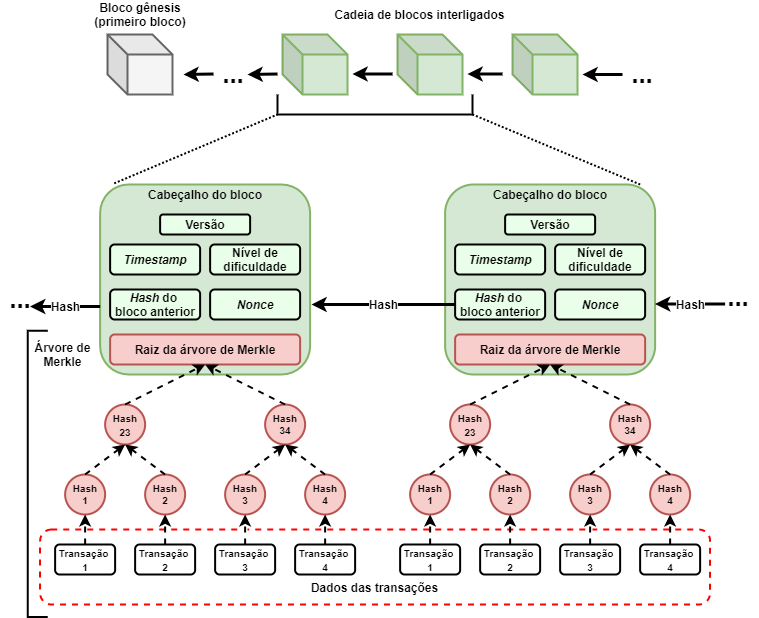 Bloco gênesis
(primeiro bloco)
Cadeia de blocos interligados
...
...
Cabeçalho do bloco
Versão
Timestamp
Nível de
dificuldade
Hash do
bloco anterior
Nonce
Raiz da árvore de Merkle
Cabeçalho do bloco
Versão
Timestamp
Nível de
dificuldade
Hash do
bloco anterior
Nonce
Raiz da árvore de Merkle
...
Hash
Hash
Hash
...
Árvore de
Merkle
Hash
23
Hash
34
Hash
23
Hash
34
Hash
1
Hash
2
Hash
3
Hash
4
Hash
1
Hash
2
Hash
3
Hash
4
Transação
1
Transação
2
Transação
3
Transação
4
Transação
1
Transação
2
Transação
3
Transação
4
Dados das transações